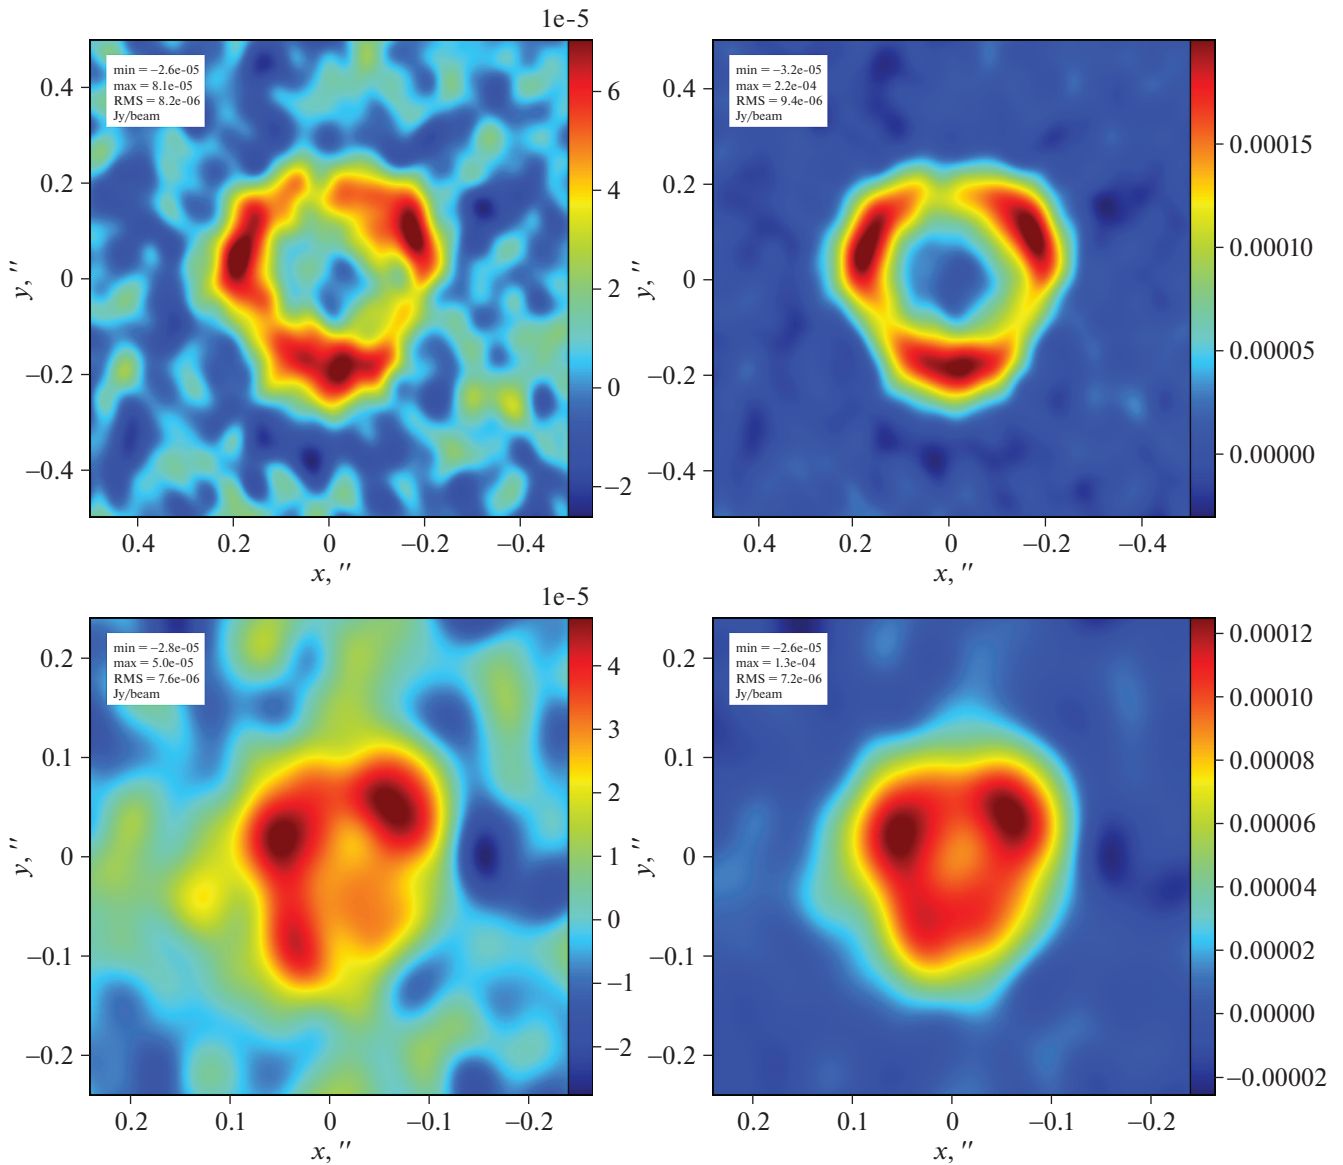 1e-5
min = −2.6e-05
max = 8.1e-05
RMS = 8.2e-06
Jy/beam
0.4
0.2
0
−0.2
−0.4
y, ″
0.4 0.2 0 −0.2 −0.4
x, ″
6
4
2
0
−2
min = −3.2e-05
max = 2.2e-04
RMS = 9.4e-06
Jy/beam
0.4
0.2
0
−0.2
−0.4
y, ″
0.4 0.2 0 −0.2 −0.4
x, ″
0.00015
0.00010
0.00005
0.00000
1e-5
min = −2.8e-05
max = 5.0e-05
RMS = 7.6e-06
Jy/beam
0.2
0.1
0
−0.1
−0.2
y, ″
0.2 0.1 0 −0.1 −0.2
x, ″
4
3
2
1
0
−1
−2
min = −2.6e-05
max = 1.3e-04
RMS = 7.2e-06
Jy/beam
0.2
0.1
0
−0.1
−0.2
y, ″
0.2 0.1 0 −0.1 −0.2
x, ″
0.00012
0.00010
0.00008
0.00006
0.00004
0.00002
0.00000
−0.00002